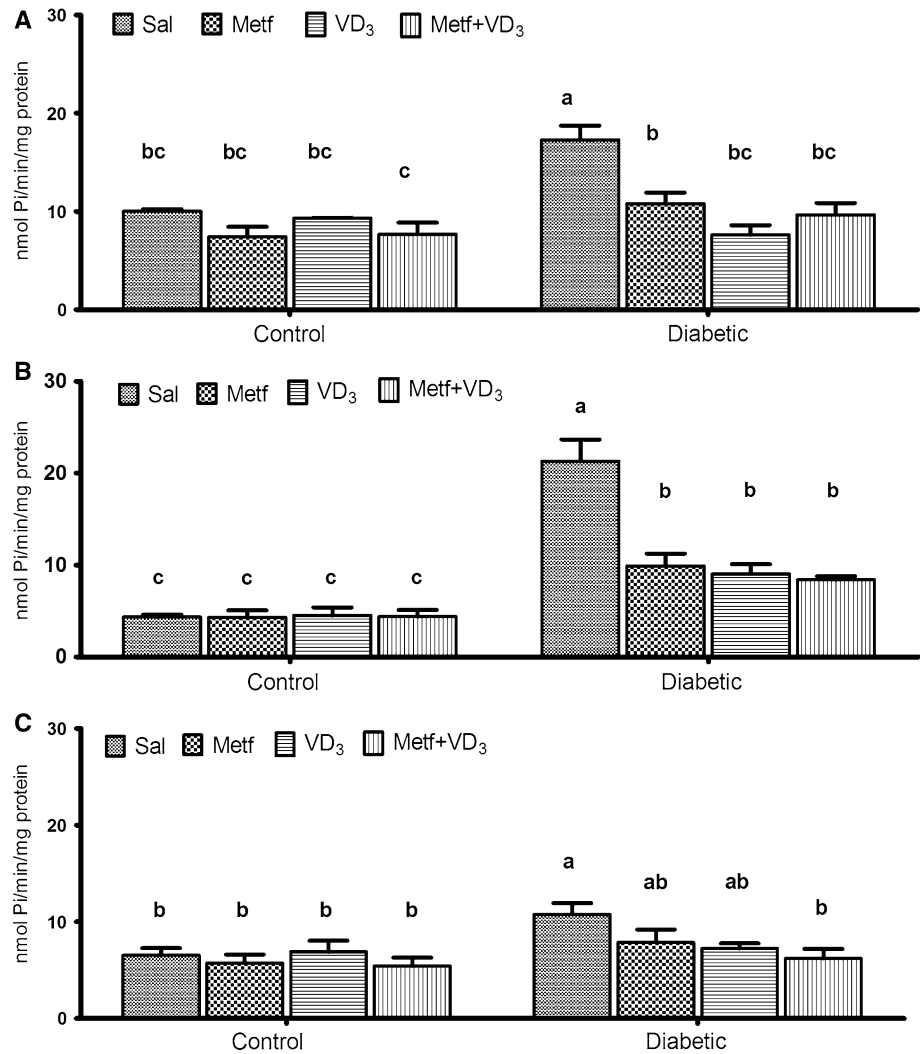 A
30
Sal Metf VD₃ Metf+VD₃
a
20
b
bc bc bc bc bc
c
10
0
nmol Pi/min/mg protein
Control Diabetic
B
30
Sal Metf VD₃ Metf+VD₃
a
20
b b b
10
c c c c
0
nmol Pi/min/mg protein
Control Diabetic
C
30
Sal Metf VD₃ Metf+VD₃
20
a
ab ab
b b b b b
10
0
nmol Pi/min/mg protein
Control Diabetic